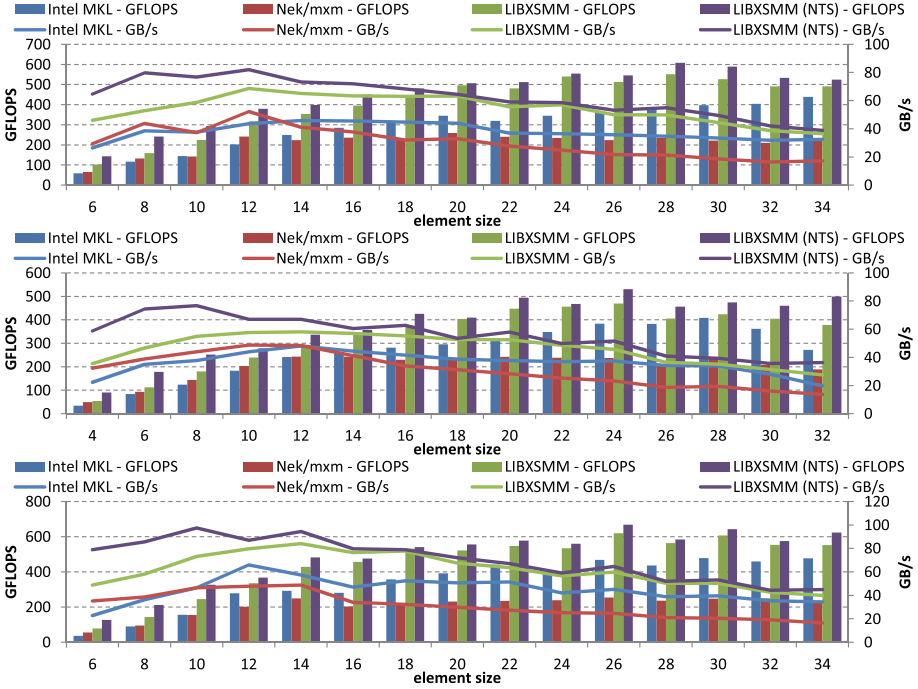 Intel MKL - GFLOPS Nek/mxm - GFLOPS LIBXSMM - GFLOPS LIBXSMM (NTS) - GFLOPS
Intel MKL - GB/s Nek/mxm - GB/s LIBXSMM - GB/s LIBXSMM (NTS) - GB/s
700 100
600 80
500
400 60
300 40
200
100 20
0 0
GFLOPS
GB/s
6 8 10 12 14 16 18 20 22 24 26 28 30 32 34
element size
Intel MKL - GFLOPS Nek/mxm - GFLOPS LIBXSMM - GFLOPS LIBXSMM (NTS) - GFLOPS
Intel MKL - GB/s Nek/mxm - GB/s LIBXSMM - GB/s LIBXSMM (NTS) - GB/s
600 100
500 80
400 60
300
200 40
100 20
0 0
GFLOPS
GB/s
4 6 8 10 12 14 16 18 20 22 24 26 28 30 32
element size
Intel MKL - GFLOPS Nek/mxm - GFLOPS LIBXSMM - GFLOPS LIBXSMM (NTS) - GFLOPS
Intel MKL - GB/s Nek/mxm - GB/s LIBXSMM - GB/s LIBXSMM (NTS) - GB/s
800 120
600 100
80
400 60
200 40
20
0 0
GFLOPS
GB/s
6 8 10 12 14 16 18 20 22 24 26 28 30 32 34
element size